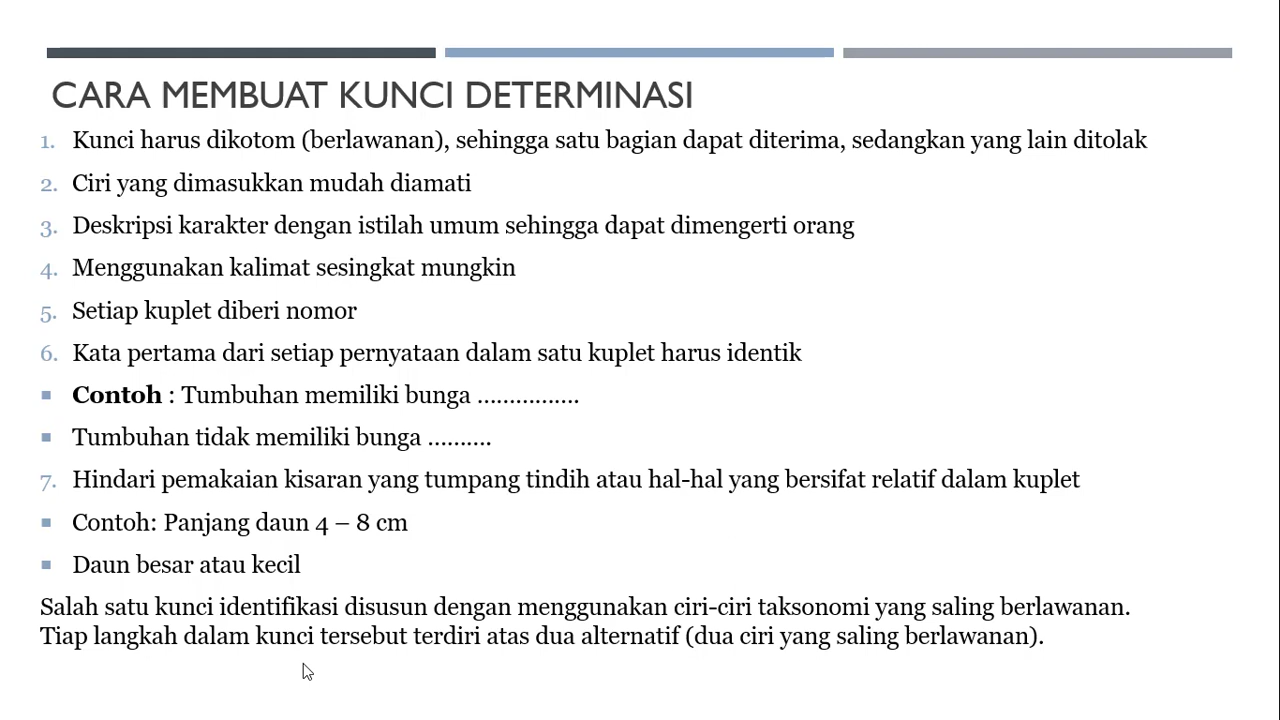 CARA MEMBUAT KUNCI DETERMINASI
1. Kunci harus dikotom (berlawanan), sehingga satu bagian dapat diterima, sedangkan yang lain ditolak
2. Ciri yang dimasukkan mudah diamati
3. Deskripsi karakter dengan istilah umum sehingga dapat dimengerti orang
4. Menggunakan kalimat sesingkat mungkin
5. Setiap kuplet diberi nomor
6. Kata pertama dari setiap pernyataan dalam satu kuplet harus identik
▪ Contoh : Tumbuhan memiliki bunga ................
▪ Tumbuhan tidak memiliki bunga ..........
7. Hindari pemakaian kisaran yang tumpang tindih atau hal-hal yang bersifat relatif dalam kuplet
▪ Contoh: Panjang daun 4 – 8 cm
▪ Daun besar atau kecil
Salah satu kunci identifikasi disusun dengan menggunakan ciri-ciri taksonomi yang saling berlawanan.
Tiap langkah dalam kunci tersebut terdiri atas dua alternatif (dua ciri yang saling berlawanan).